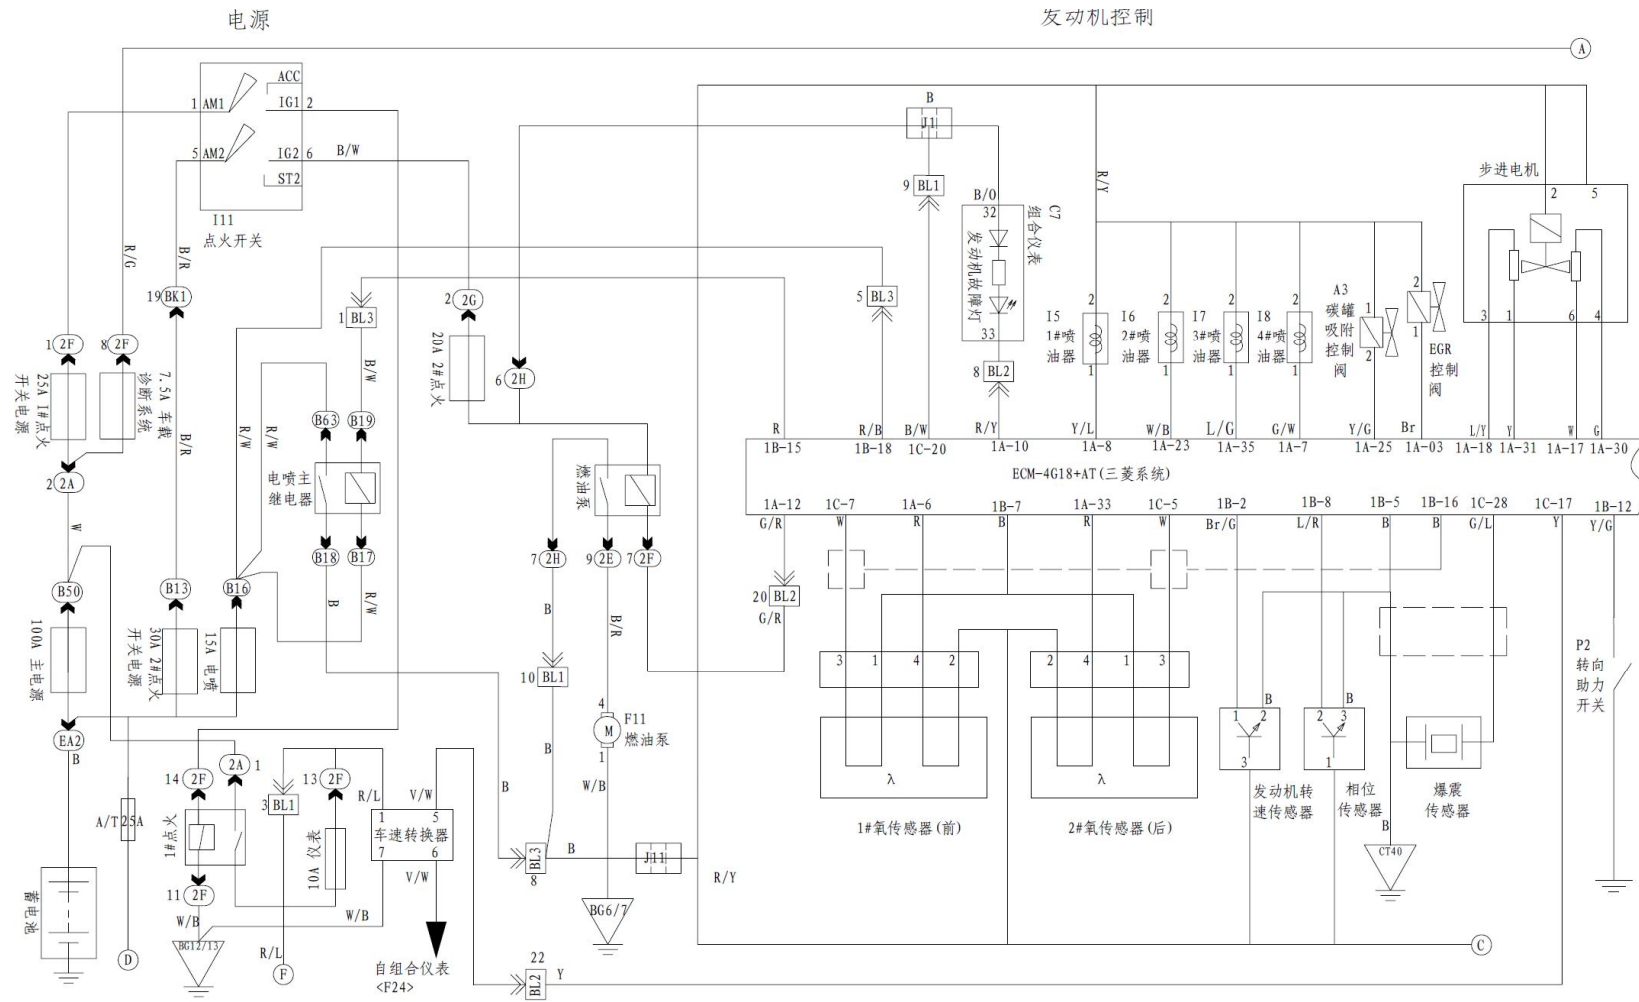 电源
发动机控制
A
ACC
1 AM1
IG1 2
5 AM2
IG2 6
B/W
ST2
I11
点火开关
R/G
B/R
19 BK1
1 2F
8 2F
25A 1#点火
开关电源
7.5A 车载
诊断系统
B/R
2 2A
W
B50
B13
B16
100A 主电源
30A 2#点火
开关电源
15A 电喷
EA2
B
A/T 25A
蓄电池
D
R/W
R/W
1 BL3
B/W
B63
B19
电喷主
继电器
B18
B17
B
R/W
2 2G
20A 2#点火
6 2H
燃油泵
7 2H
9 2E
7 2F
B
B/R
10 BL1
B
4
M
1
F11
燃油泵
W/B
BG6/7
14 2F
2A 1
13 2F
3 BL1
1#点火
10A 仪表
11 2F
W/B
BG12/13
R/L
F
R/L
V/W
1
5
车速转换器
7
6
V/W
W/B
自组合仪表
<F24>
B
BL3
8
B
J11
R/Y
22
BL2
Y
C
B
J1
9 BL1
B/O
32
C7
组合仪表
发动机故障灯
33
8 BL2
5 BL3
R/Y
2
I5
1#喷
油器
1
2
I6
2#喷
油器
1
2
I7
3#喷
油器
1
2
I8
4#喷
油器
1
A3
碳罐
吸附
控制
阀
1
2
2
1
EGR
控制
阀
步进电机
2
5
3
1
6
4
R
R/B
B/W
R/Y
Y/L
W/B
L/G
G/W
Y/G
Br
L/Y
Y
W
G
1B-15
1B-18
1C-20
1A-10
1A-8
1A-23
1A-35
1A-7
1A-25
1A-03
1A-18
1A-31
1A-17
1A-30
ECM-4G18+AT(三菱系统)
1A-12
1C-7
1A-6
1B-7
1A-33
1C-5
1B-2
1B-8
1B-5
1B-16
1C-28
1C-17
1B-12
G/R
W
R
B
R
W
Br/G
L/R
B
B
G/L
Y
Y/G
20 BL2
G/R
3
1
4
2
2
4
1
3
λ
λ
1#氧传感器(前)
2#氧传感器(后)
B
B
1
2
3
2
3
1
发动机转
速传感器
相位
传感器
爆震
传感器
B
CT40
P2
转向
助力
开关